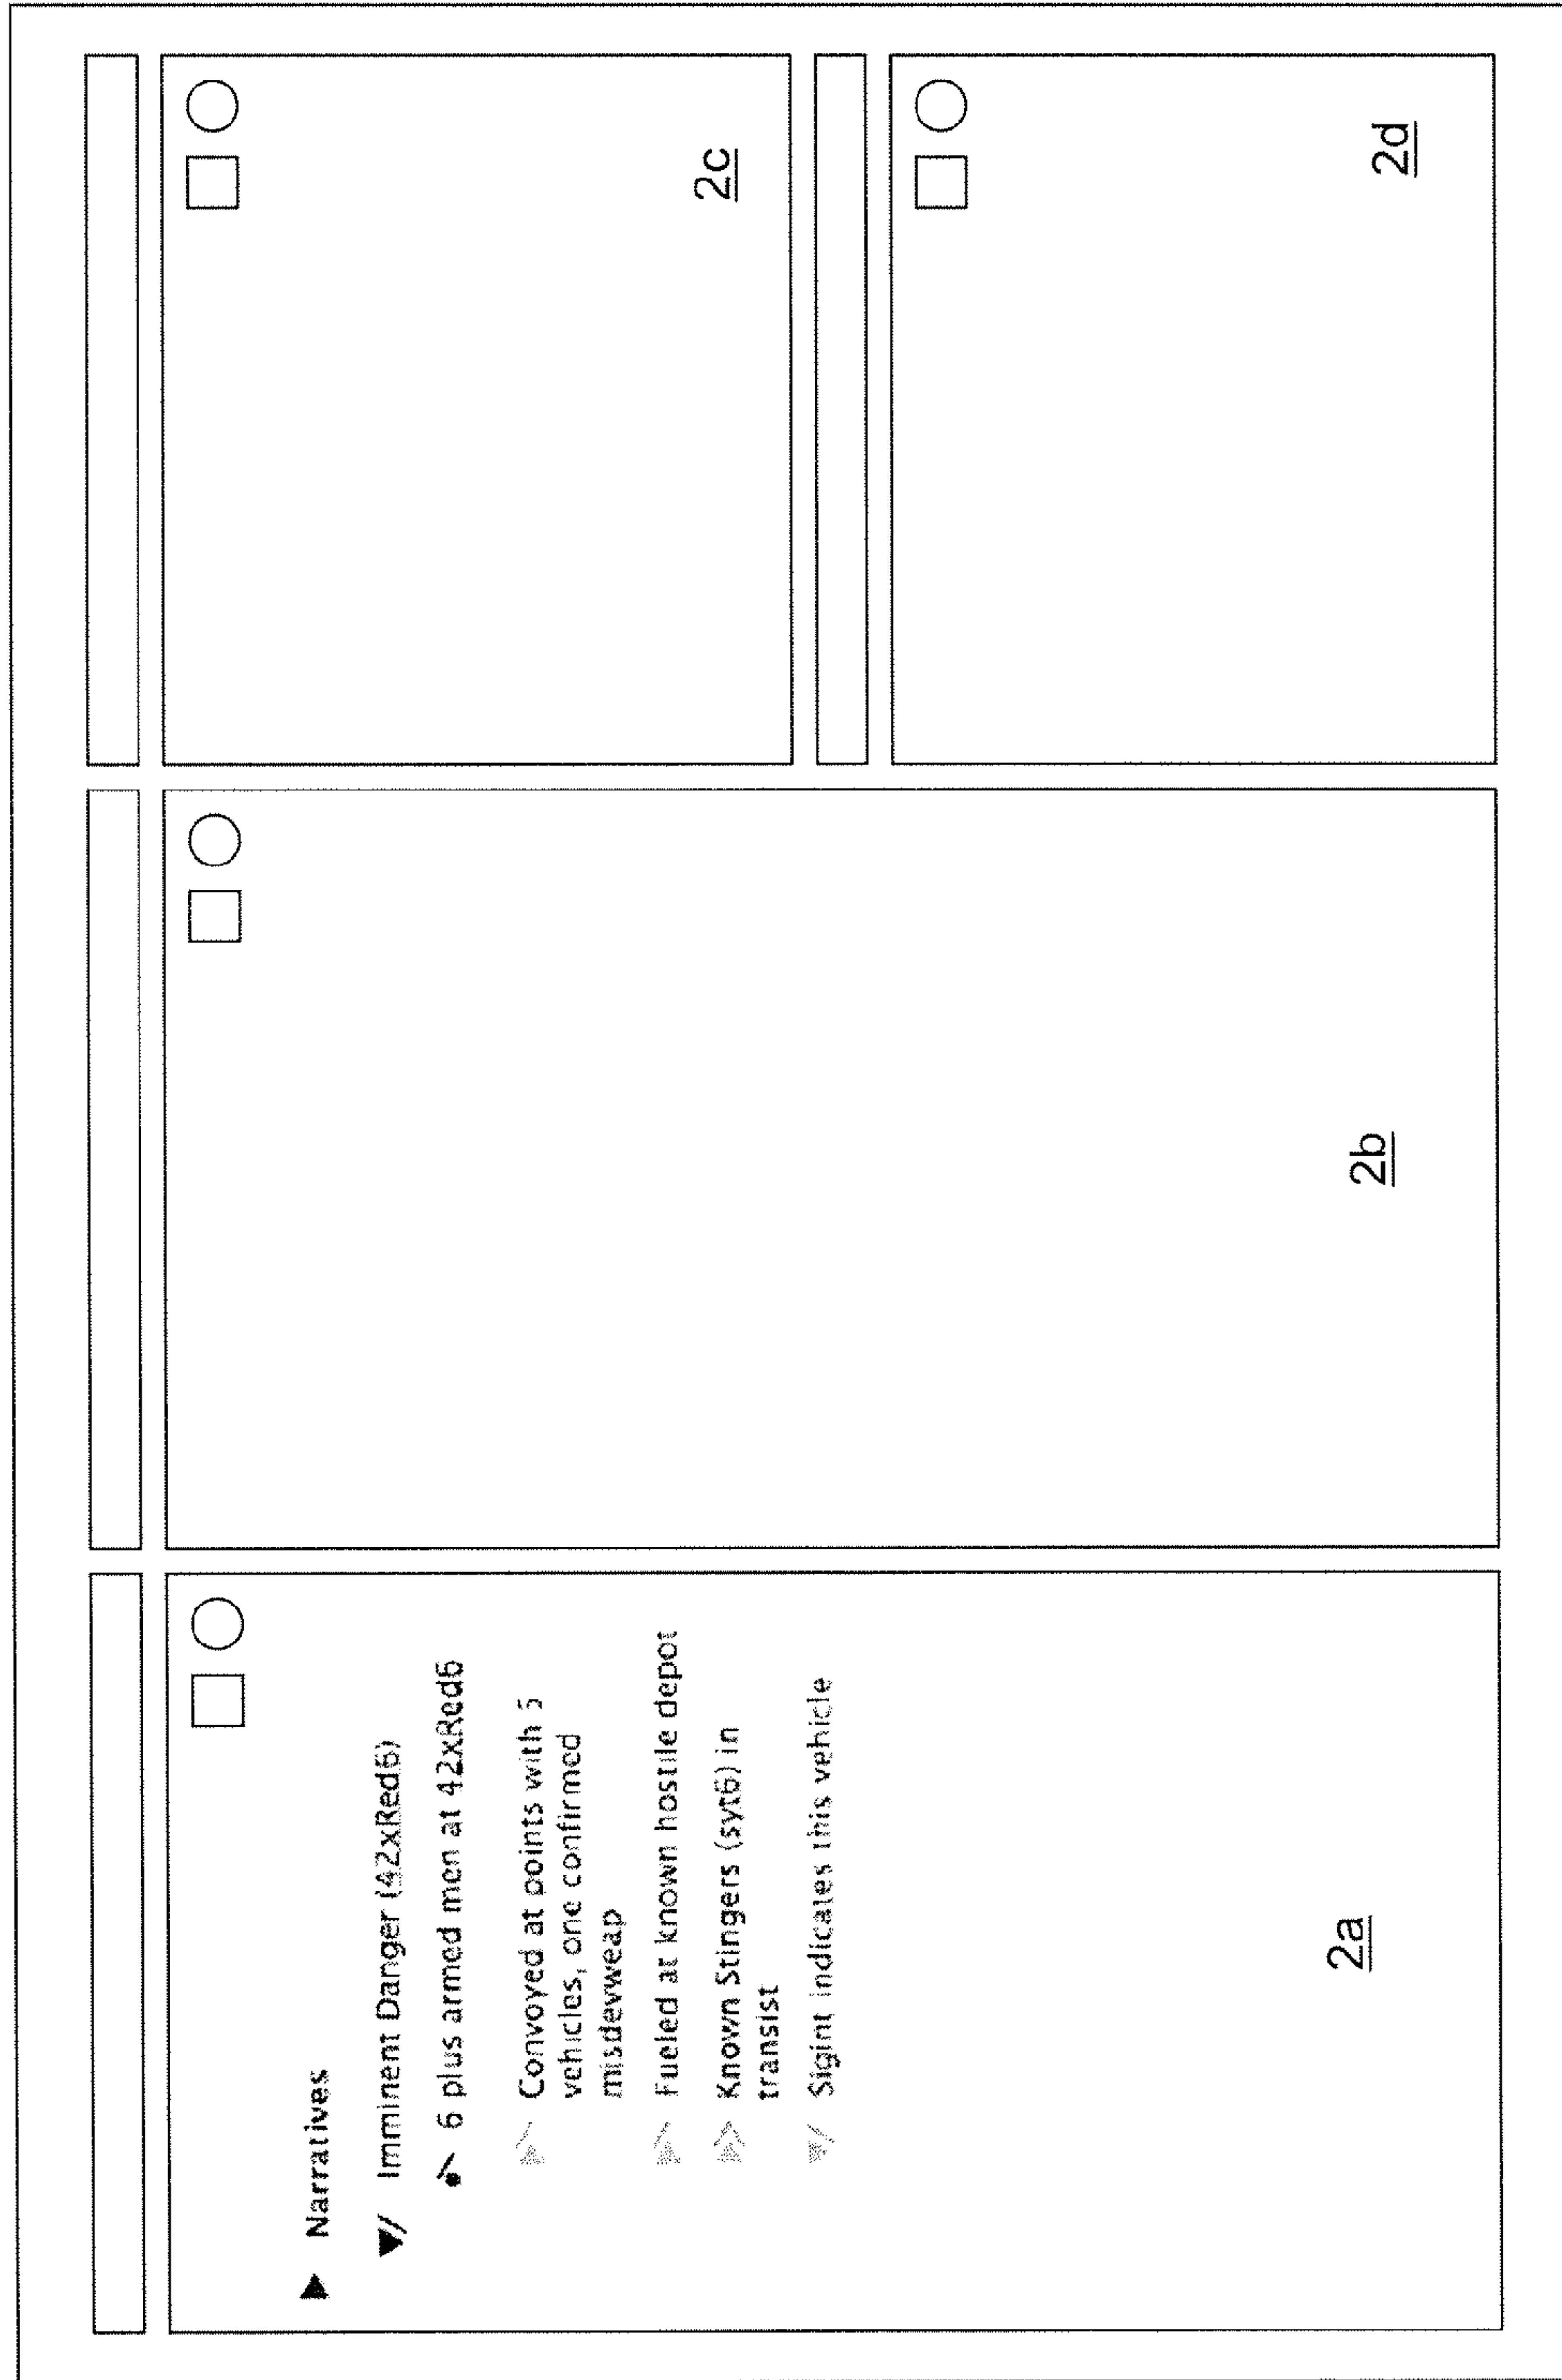 Narratives
Imminent Danger (42xRed6)
6 plus armed men at 42xRed6
Convoyed at points with 5
vehicles, one confirmed
misdevweap
Fueled at known hostile depot
Known Stingers (syt6) in
transist
Sigint indicates this vehicle
2a
2b
2c
2d